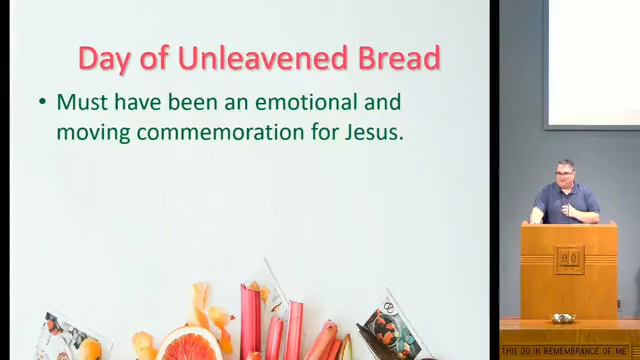 Day of Unleavened Bread
• Must have been an emotional and
moving commemoration for Jesus.
THIS DO IN REMEMBRANCE OF ME